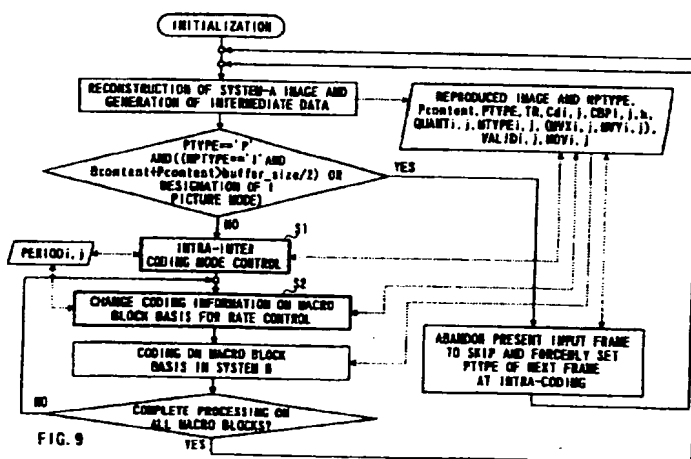 INITIALIZATION
RECONSTRUCTION OF SYSTEM-A IMAGE AND
GENERATION OF INTERMEDIATE DATA
REPRODUCED IMAGE AND NPTYPE,
Pcontent, PTYPE, TR, Cdi, j, CBPi, j, k,
QUANTi, j, MTYPEi, j, (MVXi, j, MVYi, j),
VALIDi, j, MOVi, j
PTYPE=='P'
AND((NPTYPE=='I'AND
Bcontent+Pcontent>buffer_size/2) OR
DESIGNATION OF I
PICTURE MODE)
YES
NO
S1
INTRA-INTER
CODING MODE CONTROL
PERIODi, j
S2
CHANGE CODING INFORMATION ON MACRO
BLOCK BASIS FOR RATE CONTROL
CODING ON MACRO BLOCK
BASIS IN SYSTEM B
ABANDON PRESENT INPUT FRAME
TO SKIP AND FORCEBLY SET
PTYPE OF NEXT FRAME
AT INTRA-CODING
NO
COMPLETE PROCESSING ON
ALL MACRO BLOCKS?
YES
FIG. 9